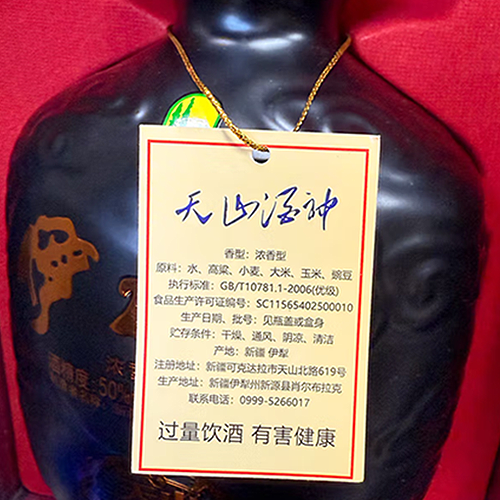 天山酒神
香型：浓香型
原料：水、高粱、小麦、大米、玉米、豌豆
执行标准：GB/T10781.1-2006(优级)
食品生产许可证编号：SC11565402500010
生产日期、批号：见瓶盖或盒身
贮存条件：干燥、通风、阴凉、清洁
产地：新疆 伊犁
注册地址：新疆可克达拉市天山北路619号
生产地址：新疆伊犁州新源县肖尔布拉克
联系电话：0999-5266017
过量饮酒 有害健康
浓香
度：50%